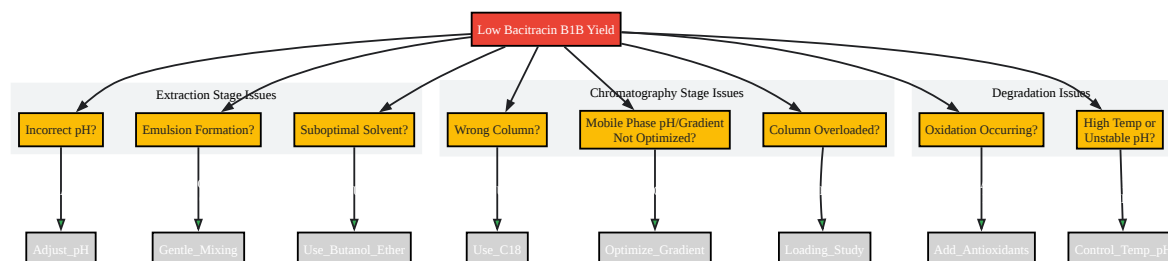 Low Bacitracin B1B Yield
Extraction Stage Issues
Chromatography Stage Issues
Degradation Issues
Incorrect pH?
Emulsion Formation?
Suboptimal Solvent?
Wrong Column?
Mobile Phase pH/Gradient
Not Optimized?
Column Overloaded?
Oxidation Occurring?
High Temp or
Unstable pH?
Adjust_pH
Gentle_Mixing
Use_Butanol_Ether
Use_C18
Optimize_Gradient
Loading_Study
Add_Antioxidants
Control_Temp_pH